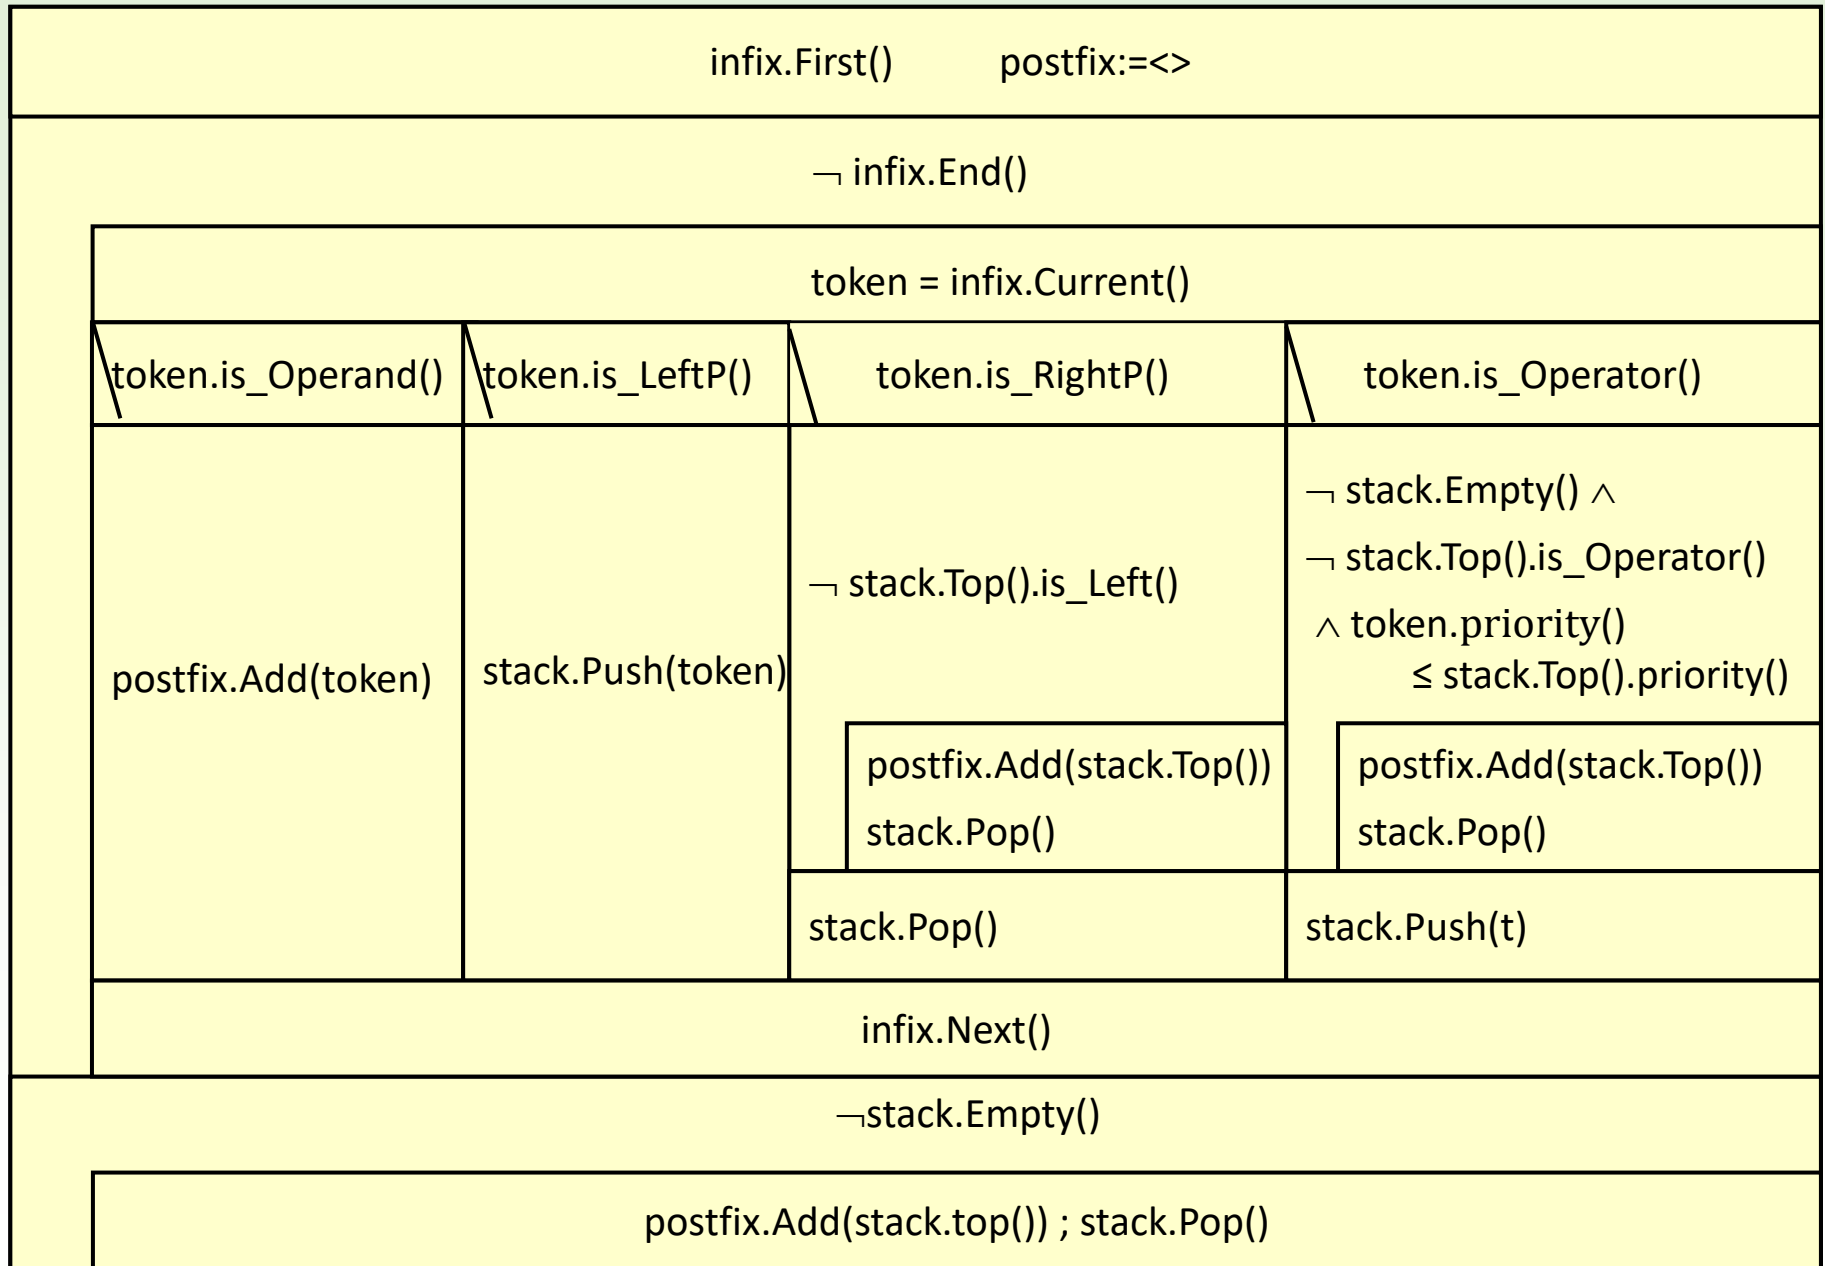 infix.First() postfix:=<>
¬ infix.End()
token = infix.Current()
token.is_Operand()
token.is_LeftP()
token.is_RightP()
token.is_Operator()
postfix.Add(token)
stack.Push(token)
¬ stack.Top().is_Left()
postfix.Add(stack.Top())
stack.Pop()
stack.Pop()
¬ stack.Empty() ∧
¬ stack.Top().is_Operator()
∧ token.priority()
≤ stack.Top().priority()
postfix.Add(stack.Top())
stack.Pop()
stack.Push(t)
infix.Next()
¬stack.Empty()
postfix.Add(stack.top()) ; stack.Pop()